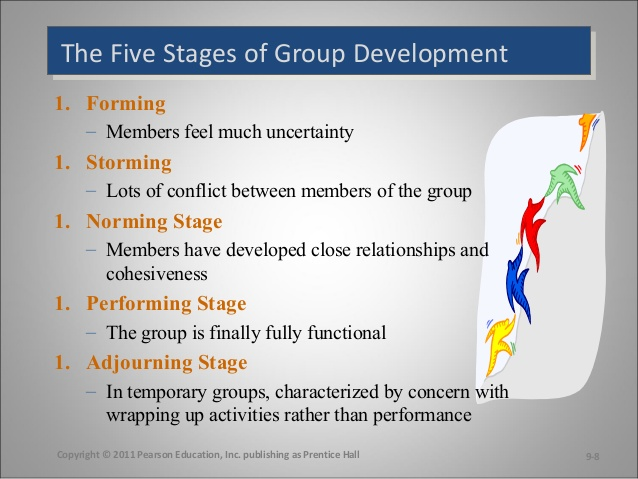 The Five Stages of Group Development
1. Forming
– Members feel much uncertainty
1. Storming
– Lots of conflict between members of the group
1. Norming Stage
– Members have developed close relationships and
cohesiveness
1. Performing Stage
– The group is finally fully functional
1. Adjourning Stage
– In temporary groups, characterized by concern with
wrapping up activities rather than performance
Copyright © 2011 Pearson Education, Inc. publishing as Prentice Hall
9-8